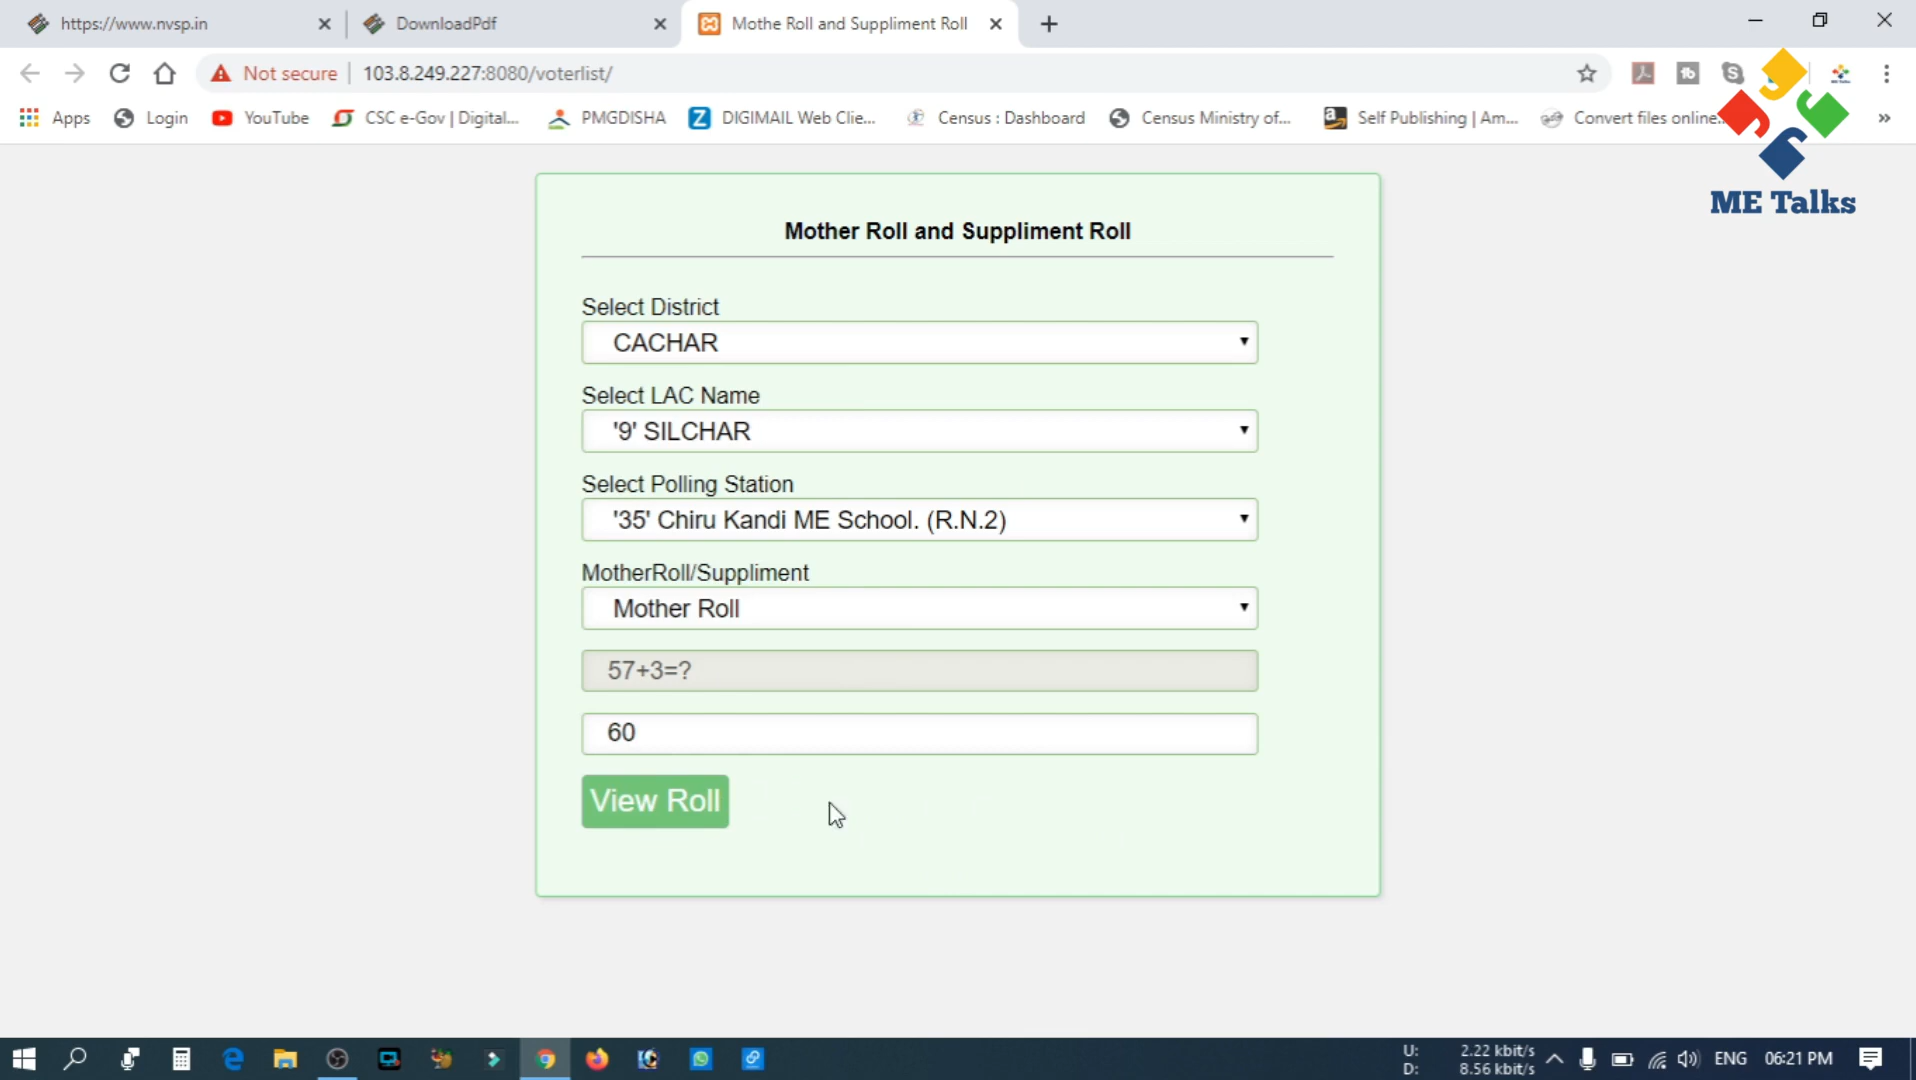 https://www.nvsp.in
DownloadPdf
Mothe Roll and Suppliment Roll
Not secure
103.8.249.227:8080/voterlist/
Apps
Login
YouTube
CSC e-Gov | Digital...
PMGDISHA
DIGIMAIL Web Clie...
Census : Dashboard
Census Ministry of...
Self Publishing | Am...
Convert files online...
ME Talks
Mother Roll and Suppliment Roll
Select District
CACHAR
Select LAC Name
'9' SILCHAR
Select Polling Station
'35' Chiru Kandi ME School. (R.N.2)
MotherRoll/Suppliment
Mother Roll
57+3=?
60
View Roll
U: 2.22 kbit/s
D: 8.56 kbit/s
ENG
06:21 PM